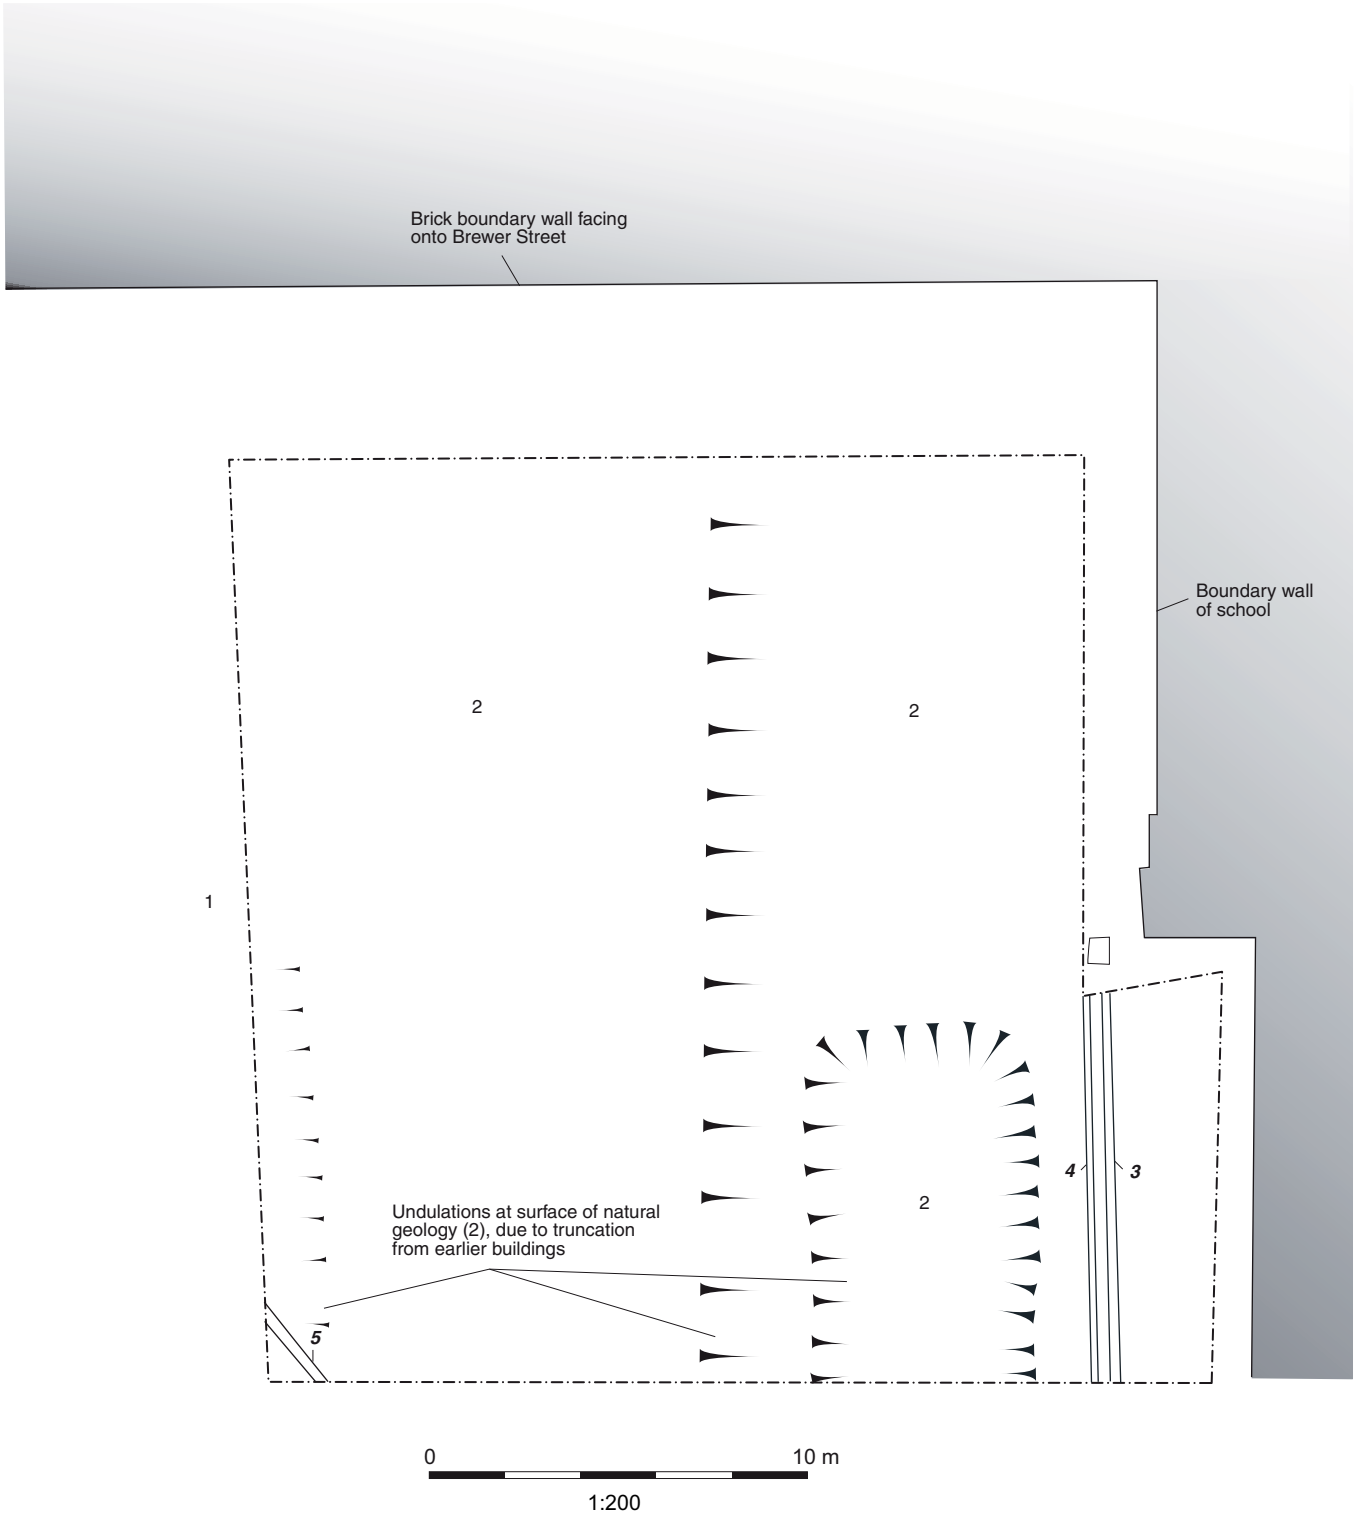 Brick boundary wall facing
onto Brewer Street
Boundary wall
of school
2
2
1
4
3
2
Undulations at surface of natural
geology (2), due to truncation
from earlier buildings
5
0
10 m
1:200